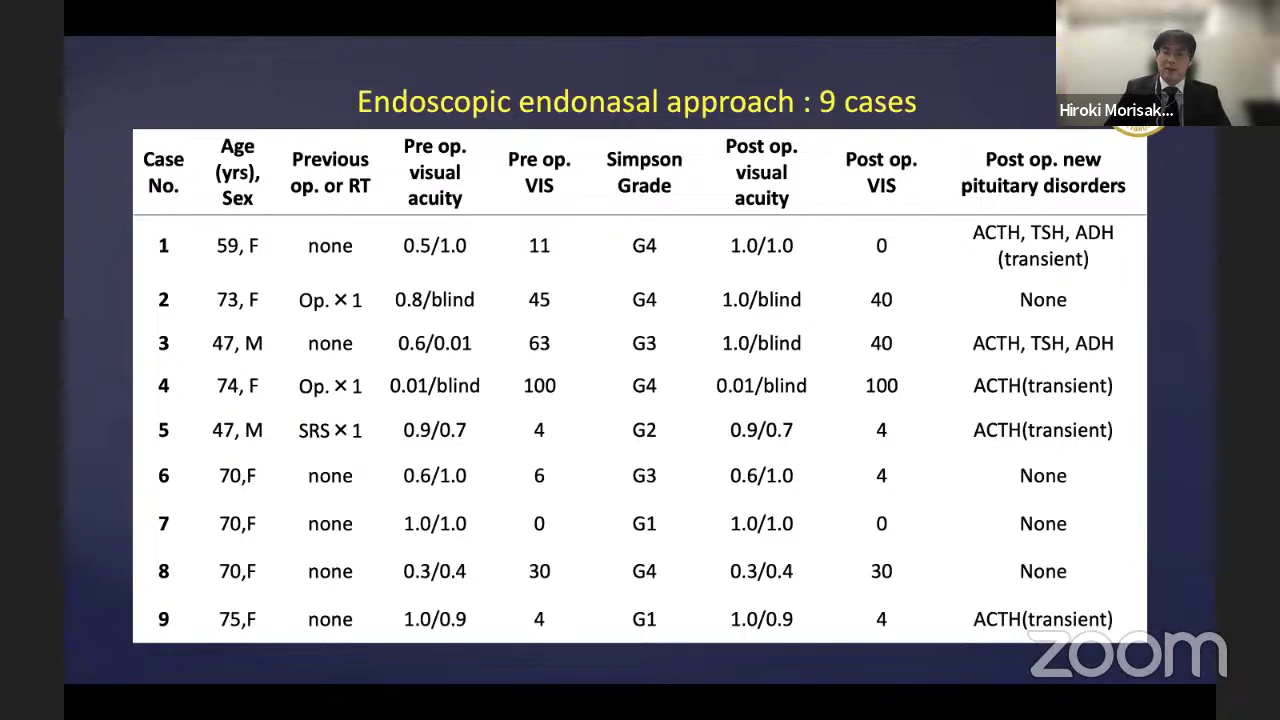 Endoscopic endonasal approach : 9 cases
Hiroki Morisak...
Case No. Age (yrs), Sex Previous op. or RT Pre op. visual acuity Pre op. VIS Simpson Grade Post op. visual acuity Post op. VIS Post op. new pituitary disorders
1 59, F none 0.5/1.0 11 G4 1.0/1.0 0 ACTH, TSH, ADH (transient)
2 73, F Op. × 1 0.8/blind 45 G4 1.0/blind 40 None
3 47, M none 0.6/0.01 63 G3 1.0/blind 40 ACTH, TSH, ADH
4 74, F Op. × 1 0.01/blind 100 G4 0.01/blind 100 ACTH(transient)
5 47, M SRS × 1 0.9/0.7 4 G2 0.9/0.7 4 ACTH(transient)
6 70,F none 0.6/1.0 6 G3 0.6/1.0 4 None
7 70,F none 1.0/1.0 0 G1 1.0/1.0 0 None
8 70,F none 0.3/0.4 30 G4 0.3/0.4 30 None
9 75,F none 1.0/0.9 4 G1 1.0/0.9 4 ACTH(transient)
zoom